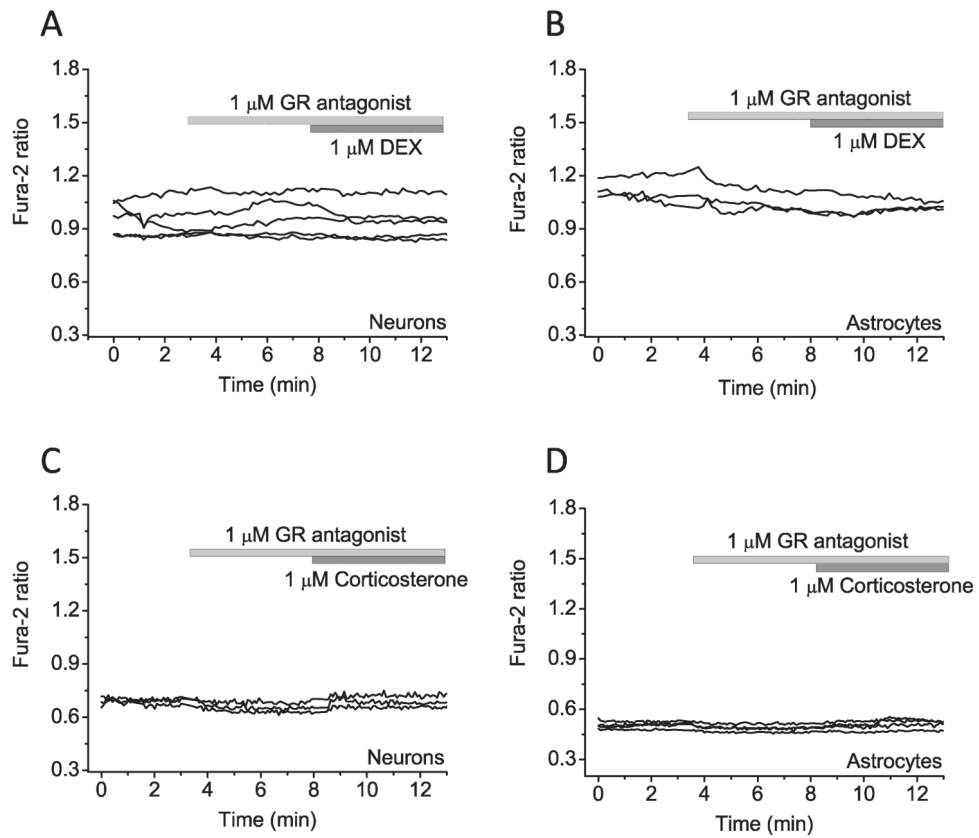 A
1.8
1.5
1.2
0.9
0.6
0.3
Fura-2 ratio
1 μM GR antagonist
1 μM DEX
Neurons
0 2 4 6 8 10 12
Time (min)
B
1.8
1.5
1.2
0.9
0.6
0.3
Fura-2 ratio
1 μM GR antagonist
1 μM DEX
Astrocytes
0 2 4 6 8 10 12
Time (min)
C
1.8
1.5
1.2
0.9
0.6
0.3
Fura-2 ratio
1 μM GR antagonist
1 μM Corticosterone
Neurons
0 2 4 6 8 10 12
Time (min)
D
1.8
1.5
1.2
0.9
0.6
0.3
Fura-2 ratio
1 μM GR antagonist
1 μM Corticosterone
Astrocytes
0 2 4 6 8 10 12
Time (min)